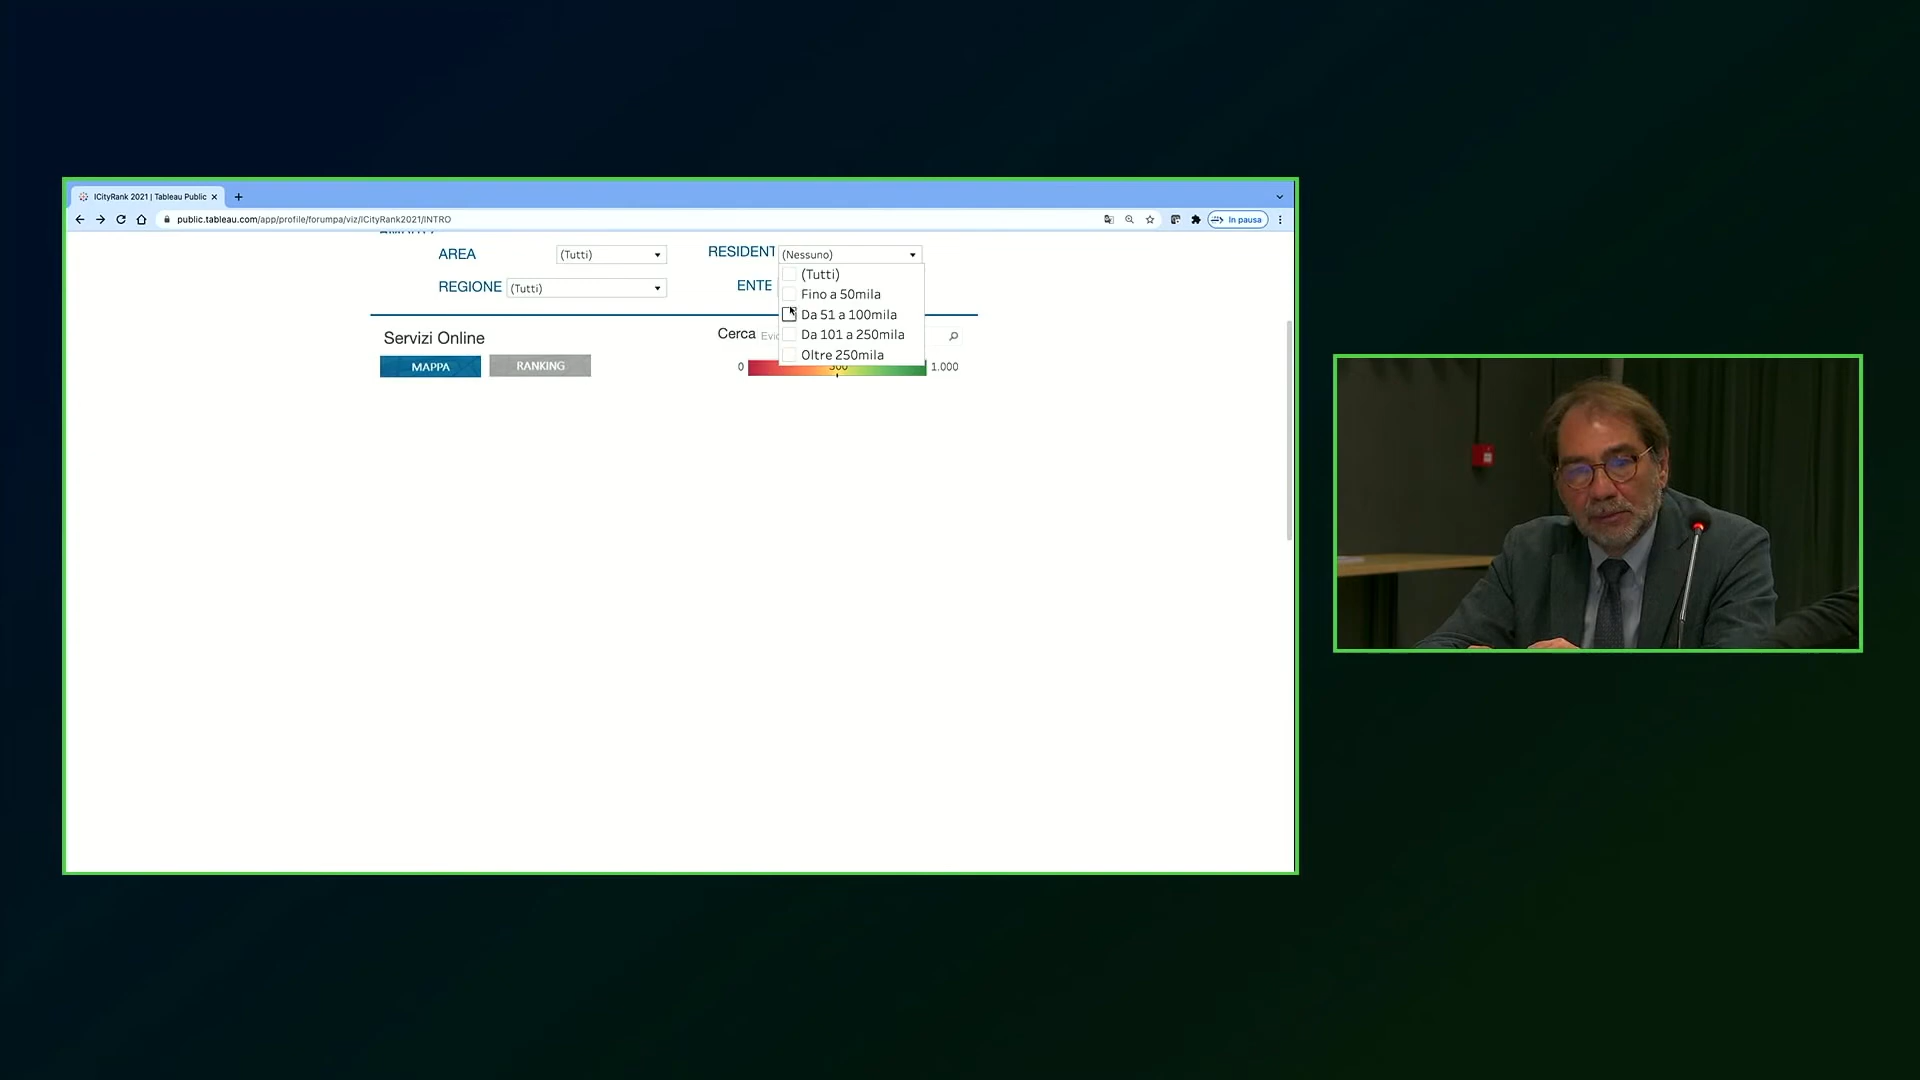 ICityRank 2021 | Tableau Public
public.tableau.com/app/profile/forumpa/viz/ICityRank2021/INTRO
In pausa
AREA
(Tutti)
RESIDENT
(Nessuno)
(Tutti)
Fino a 50mila
Da 51 a 100mila
Da 101 a 250mila
Oltre 250mila
REGIONE
(Tutti)
ENTE
Servizi Online
Cerca
MAPPA
RANKING
0
500
1.000